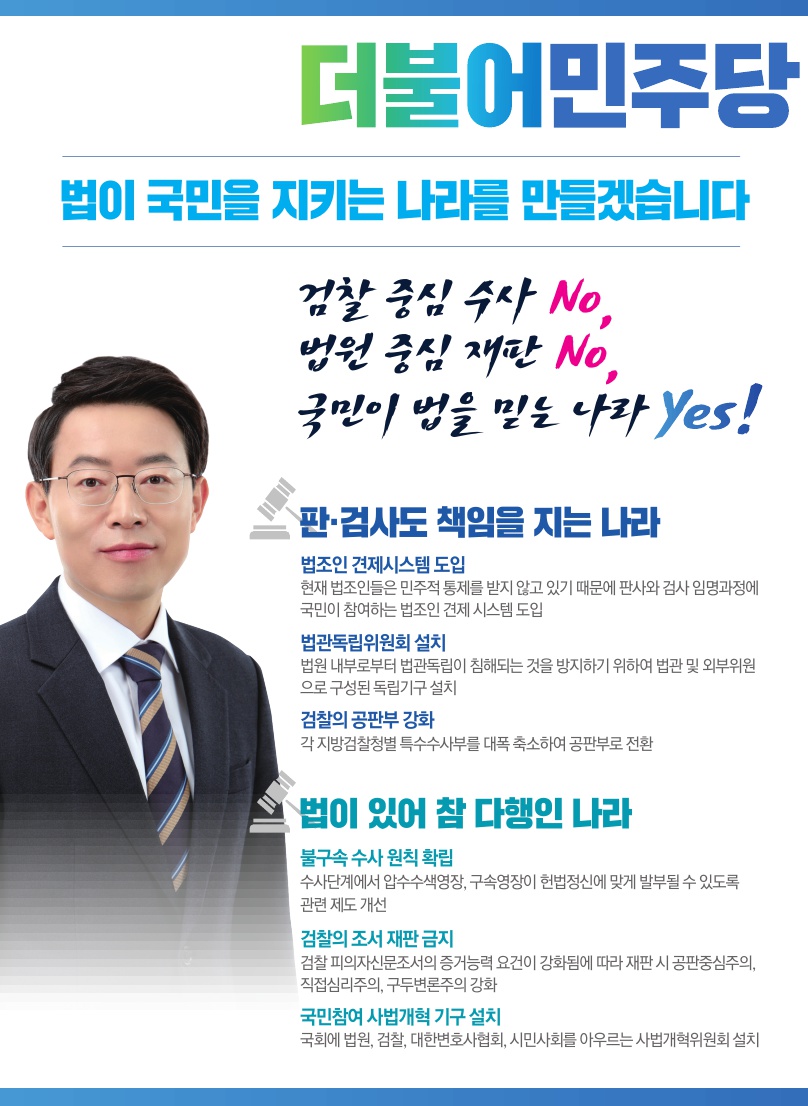 더불어민주당
법이 국민을 지키는 나라를 만들겠습니다
검찰 중심 수사 No,
법원 중심 재판 No,
국민이 법을 믿는 나라 Yes!
판·검사도 책임을 지는 나라
법조인 견제시스템 도입
현재 법조인들은 민주적 통제를 받지 않고 있기 때문에 판사와 검사 임명과정에
국민이 참여하는 법조인 견제 시스템 도입
법관독립위원회 설치
법원 내부로부터 법관독립이 침해되는 것을 방지하기 위하여 법관 및 외부위원
으로 구성된 독립기구 설치
검찰의 공판부 강화
각 지방검찰청별 특수수사부를 대폭 축소하여 공판부로 전환
법이 있어 참 다행인 나라
불구속 수사 원칙 확립
수사단계에서 압수수색영장, 구속영장이 헌법정신에 맞게 발부될 수 있도록
관련 제도 개선
검찰의 조서 재판 금지
검찰 피의자신문조서의 증거능력 요건이 강화됨에 따라 재판 시 공판중심주의,
직접심리주의, 구두변론주의 강화
국민참여 사법개혁 기구 설치
국회에 법원, 검찰, 대한변호사협회, 시민사회를 아우르는 사법개혁위원회 설치